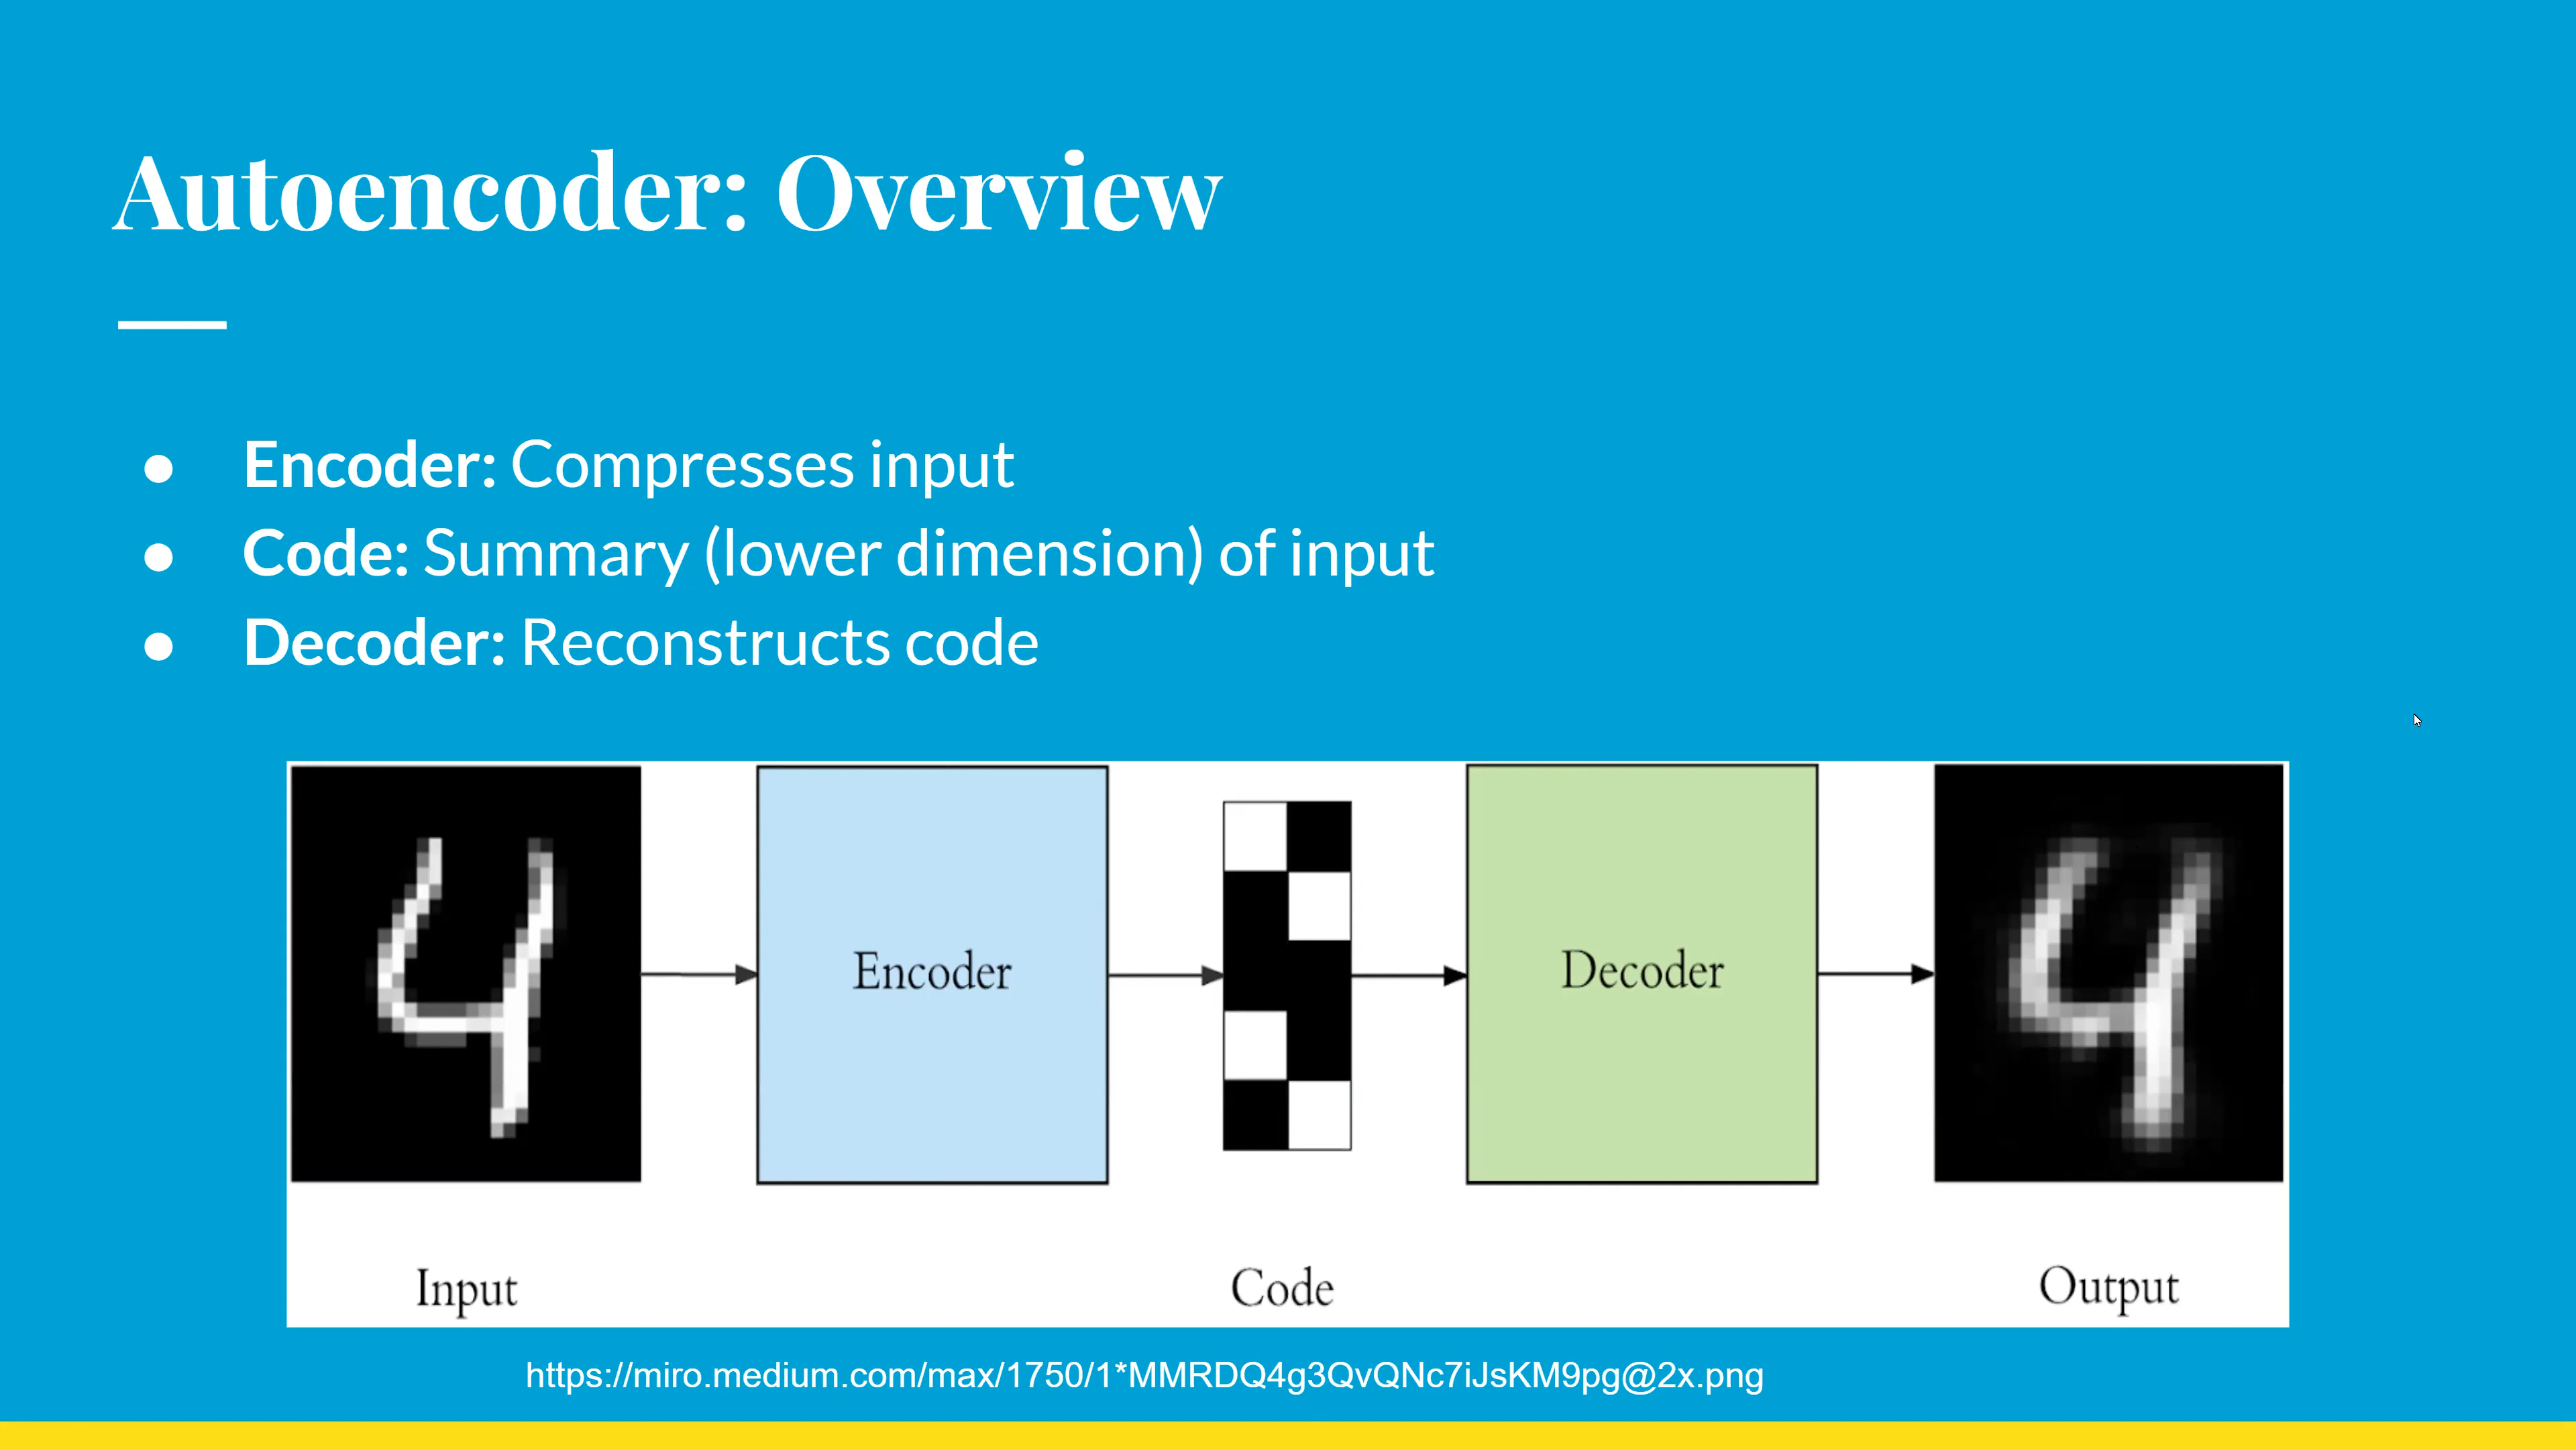 Autoencoder: Overview
● Encoder: Compresses input
● Code: Summary (lower dimension) of input
● Decoder: Reconstructs code
Encoder
Decoder
Input
Code
Output
https://miro.medium.com/max/1750/1*MMRDQ4g3QvQNc7iJsKM9pg@2x.png